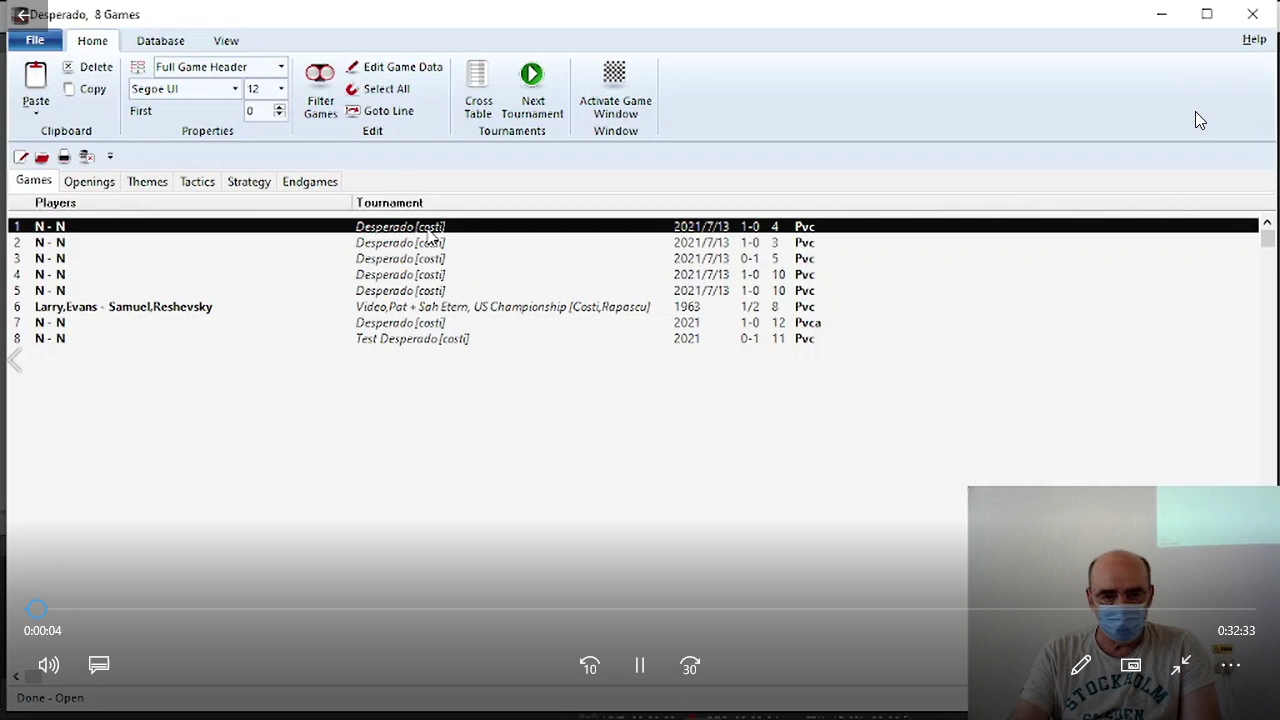 Desperado, 8 Games
File Home Database View Help
Paste Delete Copy
Clipboard
Full Game Header
Segoe UI 12
First 0
Properties
Filter Games
Edit Game Data
Select All
Goto Line
Edit
Cross Table
Next Tournament
Tournaments
Activate Game Window
Window
Games Openings Themes Tactics Strategy Endgames
Players Tournament
1 N - N Desperado [costi] 2021/7/13 1-0 4 Pvc
2 N - N Desperado [costi] 2021/7/13 1-0 3 Pvc
3 N - N Desperado [costi] 2021/7/13 0-1 5 Pvc
4 N - N Desperado [costi] 2021/7/13 1-0 10 Pvc
5 N - N Desperado [costi] 2021/7/13 1-0 10 Pvc
6 Larry,Evans - Samuel,Reshevsky Video,Pat + Sah Etern, US Championship [Costi,Rapascu] 1963 1/2 8 Pvc
7 N - N Desperado [costi] 2021 1-0 12 Pvca
8 N - N Test Desperado [costi] 2021 0-1 11 Pvc
0:00:04 0:32:33
10 30
Done - Open
STOCKHOLM
SWEDEN